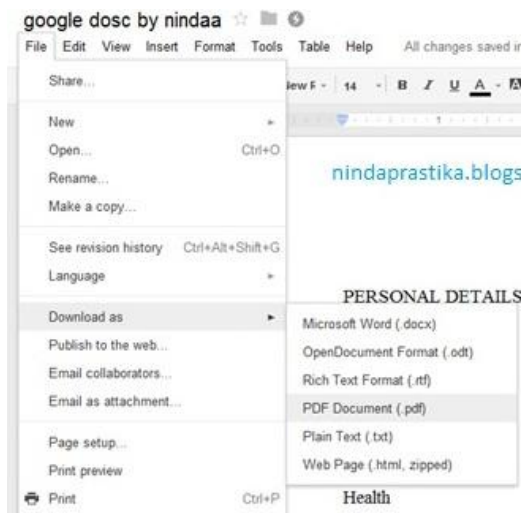 google dosc by nindaa
File Edit View Insert Format Tools Table Help All changes saved in
14 B I U A
Share...
New
Open... Ctrl+O
Rename...
Make a copy...
nindaprastika.blogs
See revision history Ctrl+Alt+Shift+G
Language
PERSONAL DETAILS
Download as
Microsoft Word (.docx)
Publish to the web...
OpenDocument Format (.odt)
Email collaborators...
Rich Text Format (.rtf)
Email as attachment...
PDF Document (.pdf)
Plain Text (.txt)
Page setup...
Web Page (.html, zipped)
Print preview
Print Ctrl+P
Health